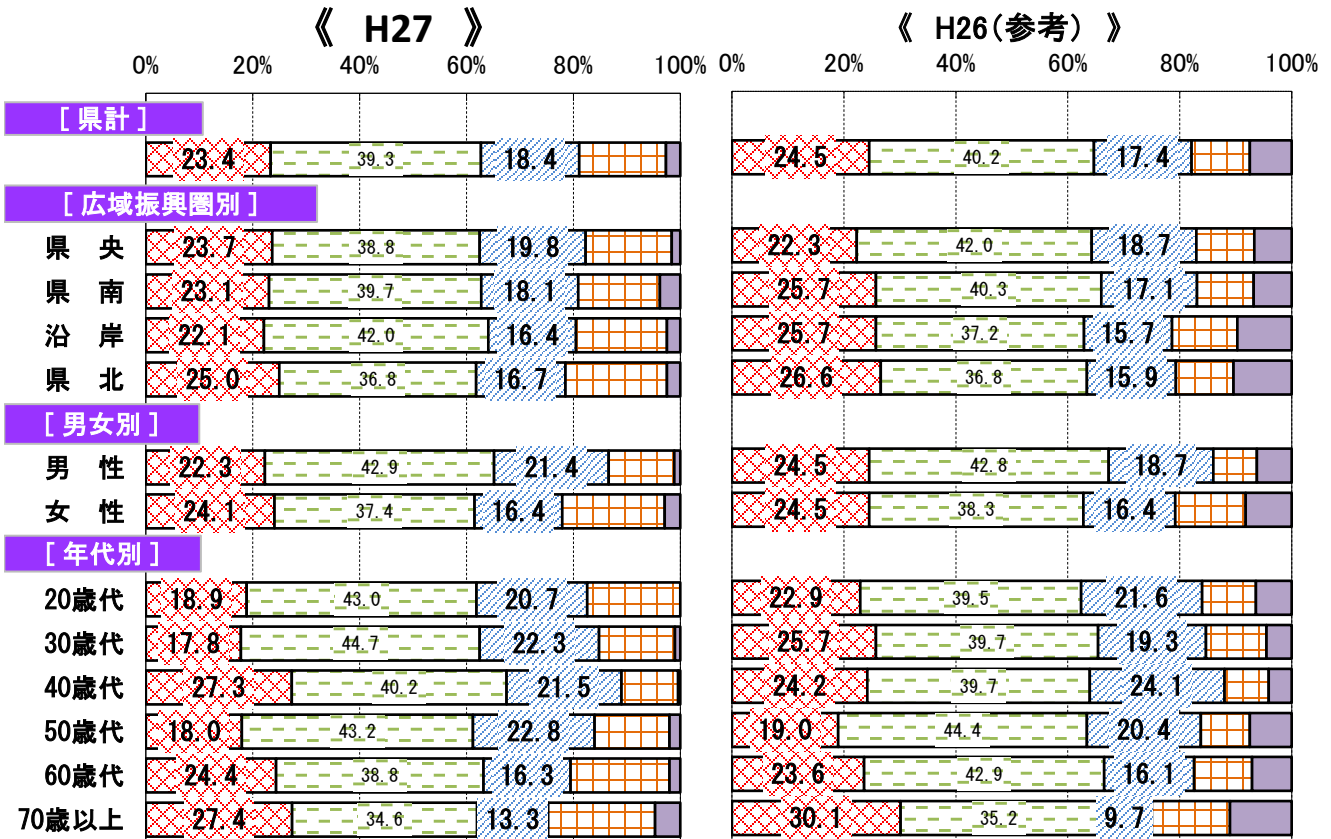 《 H27 》 《 H26(参考) 》
0% 20% 40% 60% 80% 100% 0% 20% 40% 60% 80% 100%
[ 県計 ]
23.4 39.3 18.4 24.5 40.2 17.4
[ 広域振興圏別 ]
県 央 23.7 38.8 19.8 22.3 42.0 18.7
県 南 23.1 39.7 18.1 25.7 40.3 17.1
沿 岸 22.1 42.0 16.4 25.7 37.2 15.7
県 北 25.0 36.8 16.7 26.6 36.8 15.9
[ 男女別 ]
男 性 22.3 42.9 21.4 24.5 42.8 18.7
女 性 24.1 37.4 16.4 24.5 38.3 16.4
[ 年代別 ]
20歳代 18.9 43.0 20.7 22.9 39.5 21.6
30歳代 17.8 44.7 22.3 25.7 39.7 19.3
40歳代 27.3 40.2 21.5 24.2 39.7 24.1
50歳代 18.0 43.2 22.8 19.0 44.4 20.4
60歳代 24.4 38.8 16.3 23.6 42.9 16.1
70歳以上 27.4 34.6 13.3 30.1 35.2 9.7